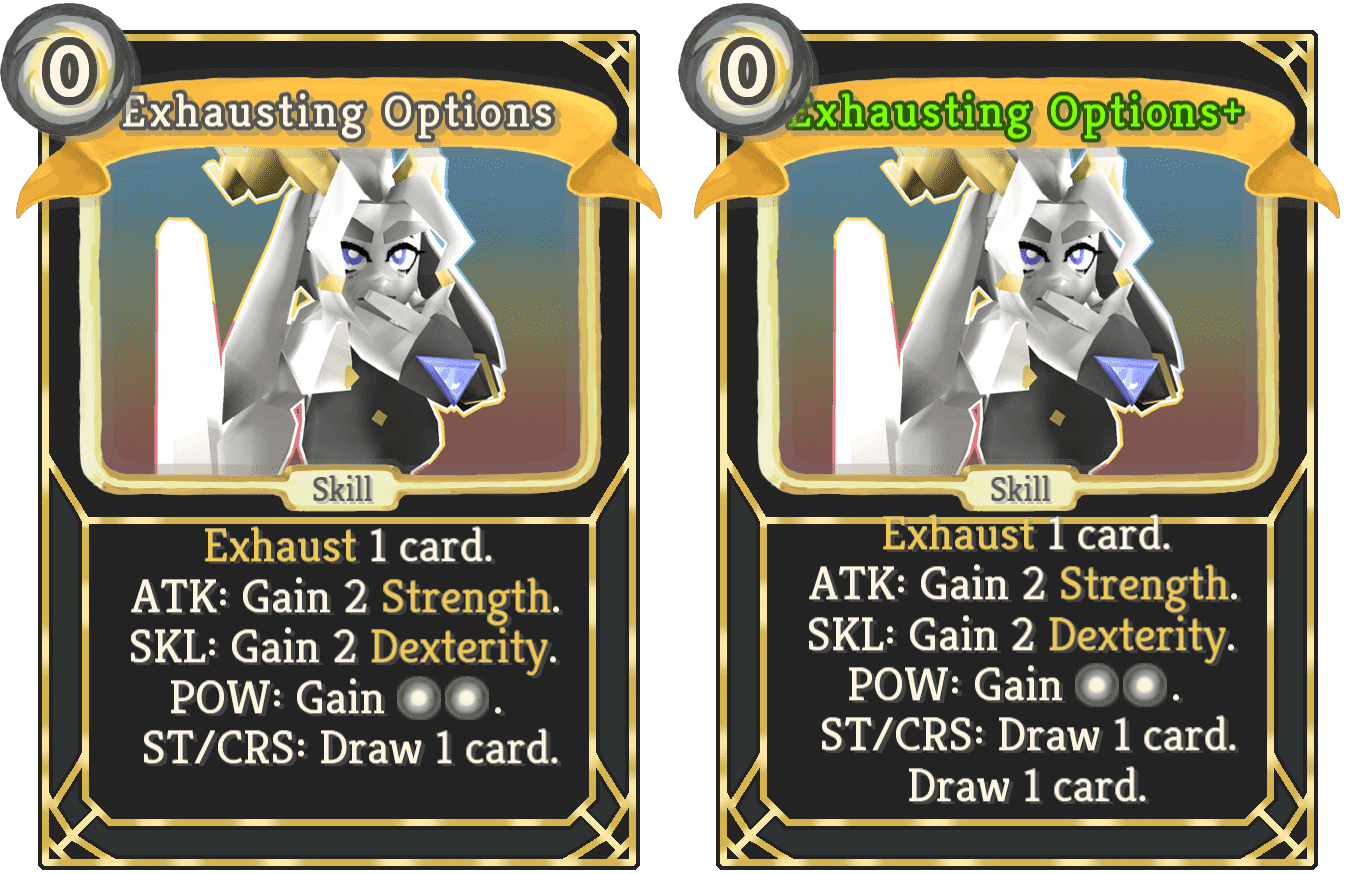 0
Exhausting Options
Skill
Exhaust 1 card.
ATK: Gain 2 Strength.
SKL: Gain 2 Dexterity.
POW: Gain .
ST/CRS: Draw 1 card.
0
Exhausting Options+
Skill
Exhaust 1 card.
ATK: Gain 2 Strength.
SKL: Gain 2 Dexterity.
POW: Gain .
ST/CRS: Draw 1 card.
Draw 1 card.